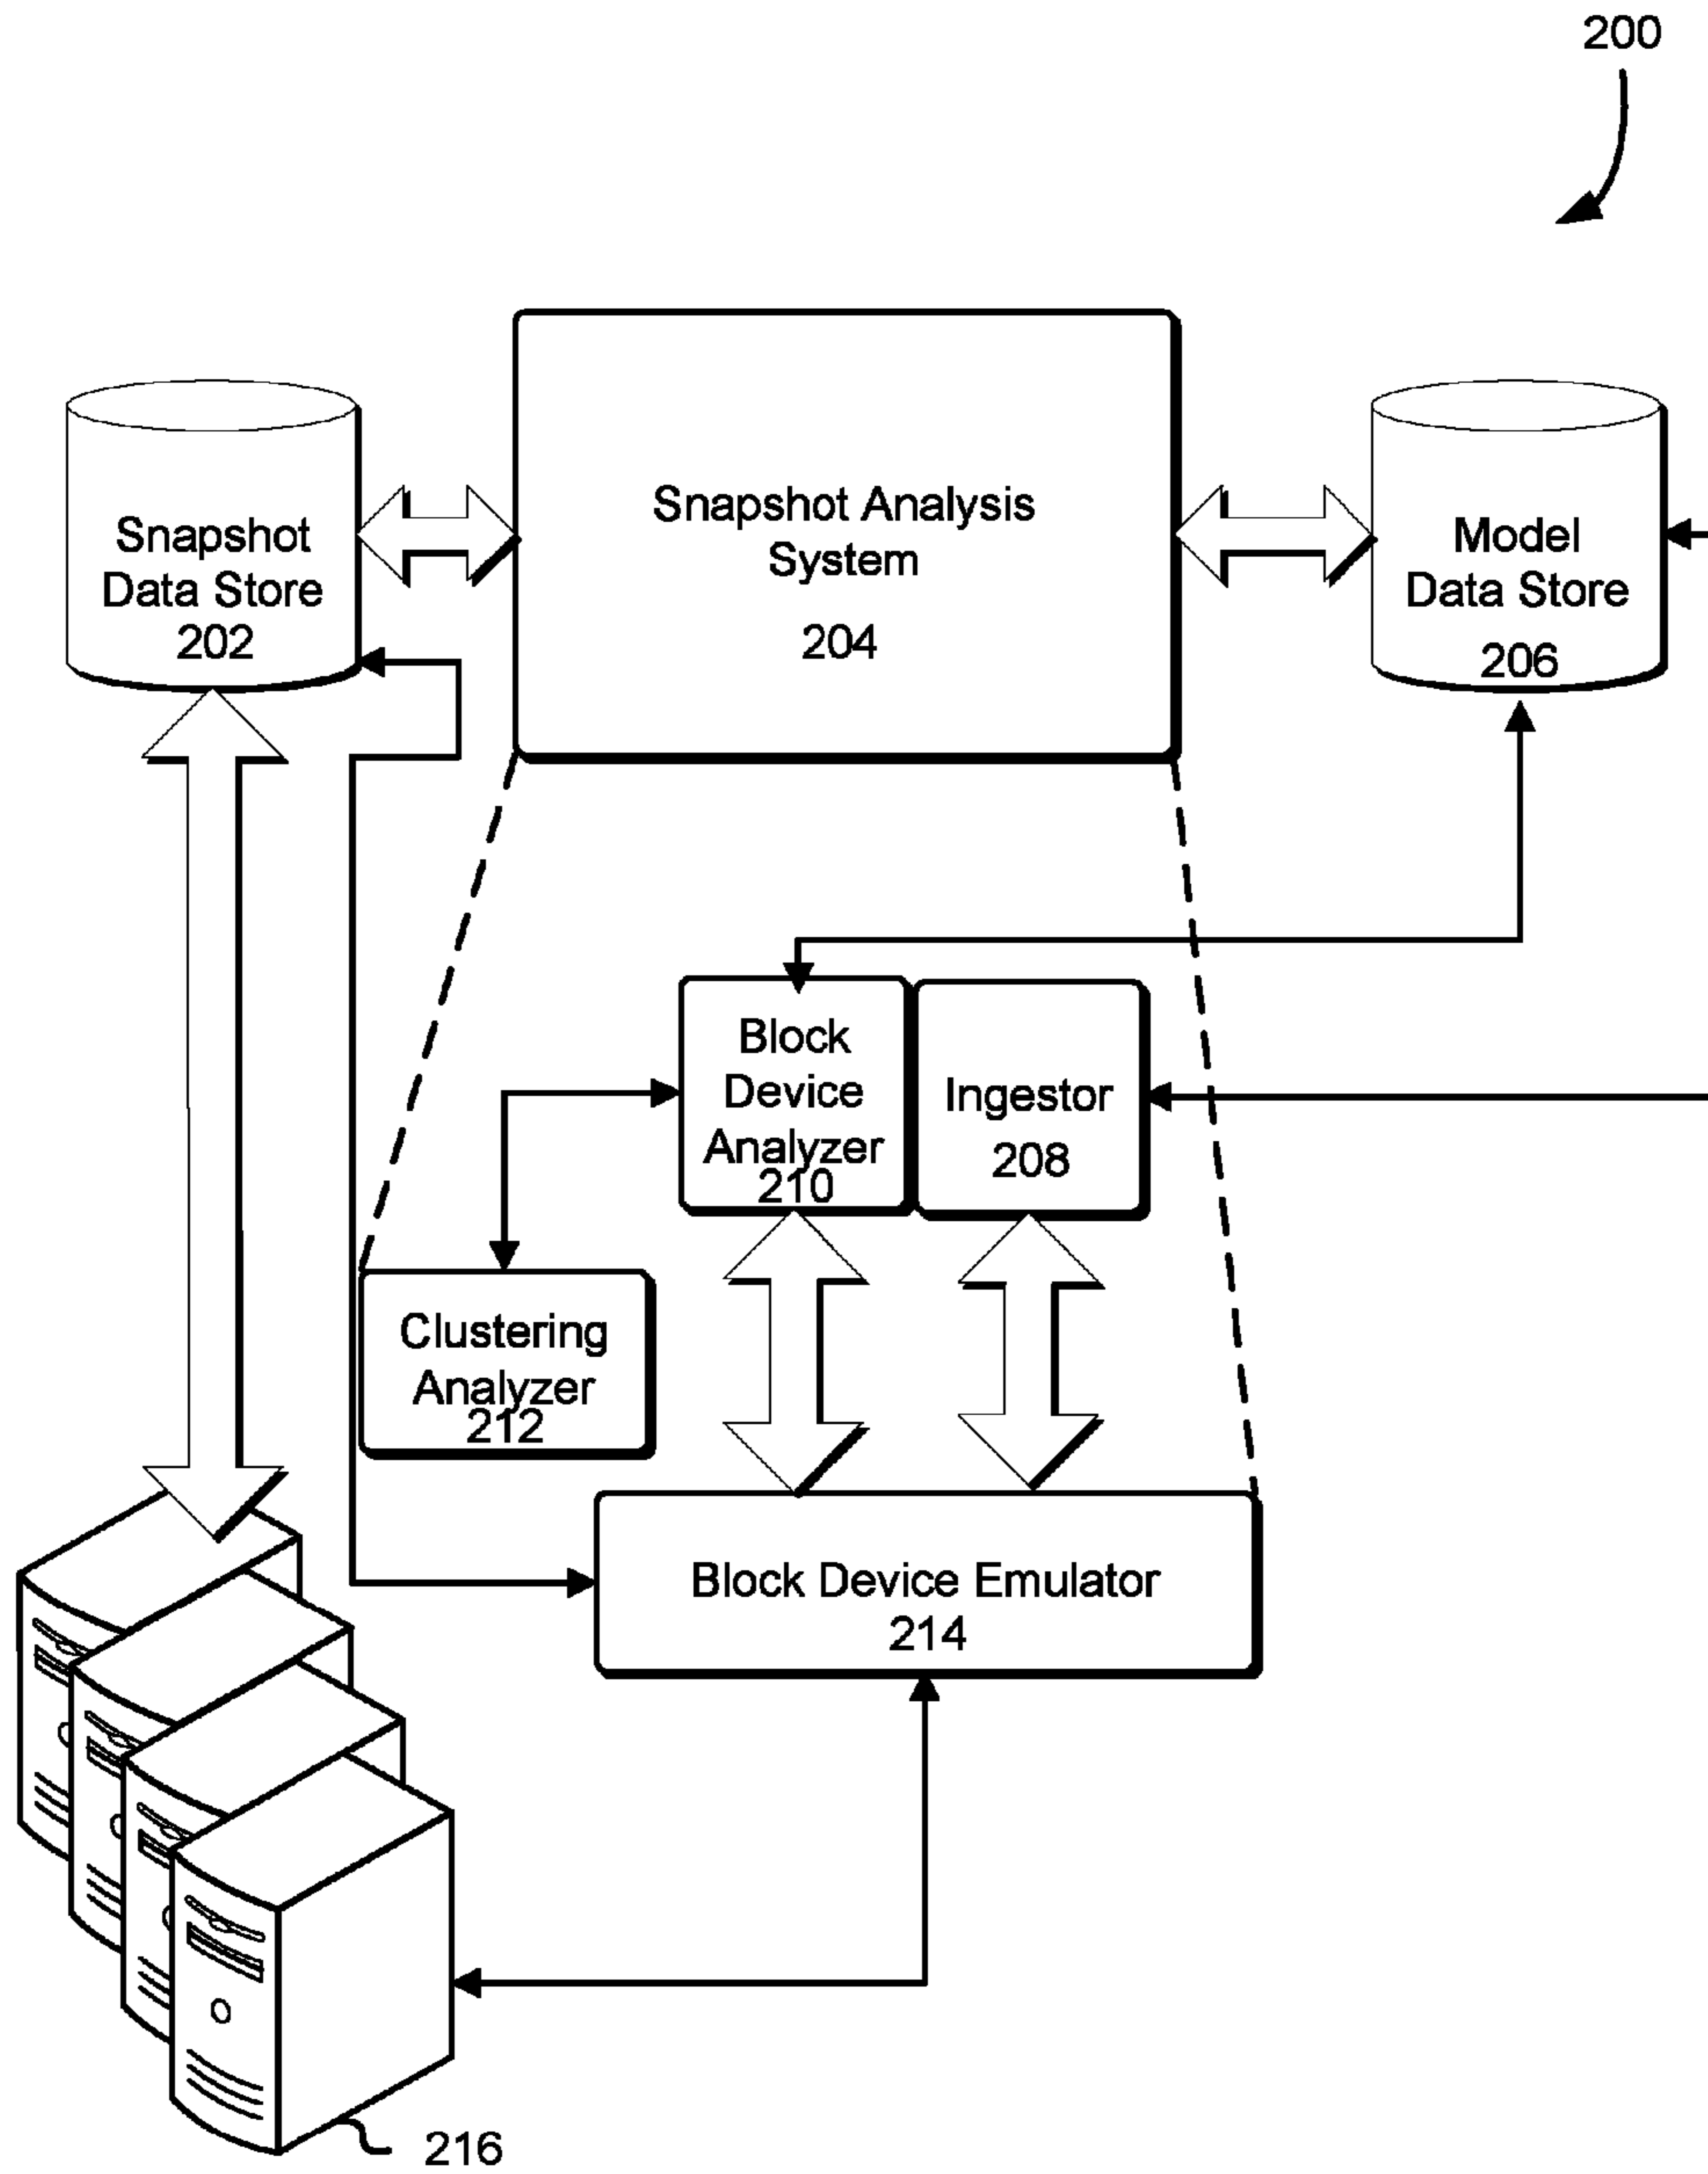 200
Snapshot
Data Store
202
Snapshot Analysis
System
204
Model
Data Store
206
Block
Device
Analyzer
210
Ingestor
208
Clustering
Analyzer
212
Block Device Emulator
214
216